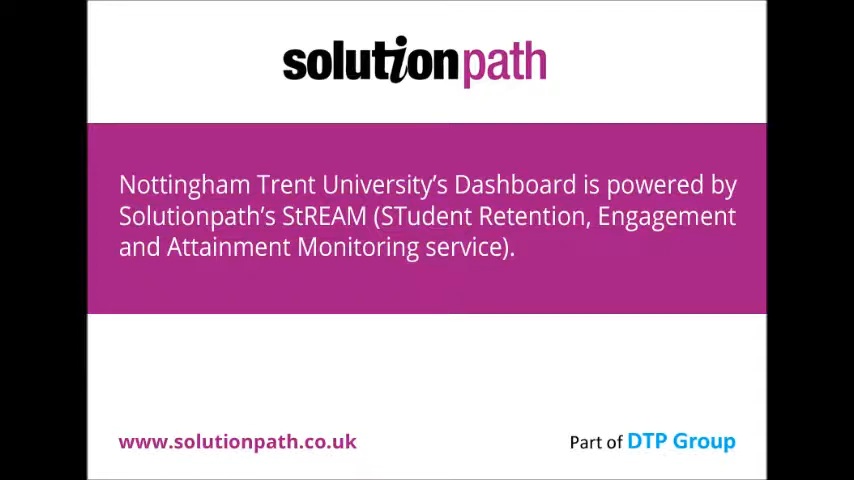 solutionpath
Nottingham Trent University's Dashboard is powered by
Solutionpath's StREAM (STudent Retention, Engagement
and Attainment Monitoring service).
www.solutionpath.co.uk
Part of DTP Group